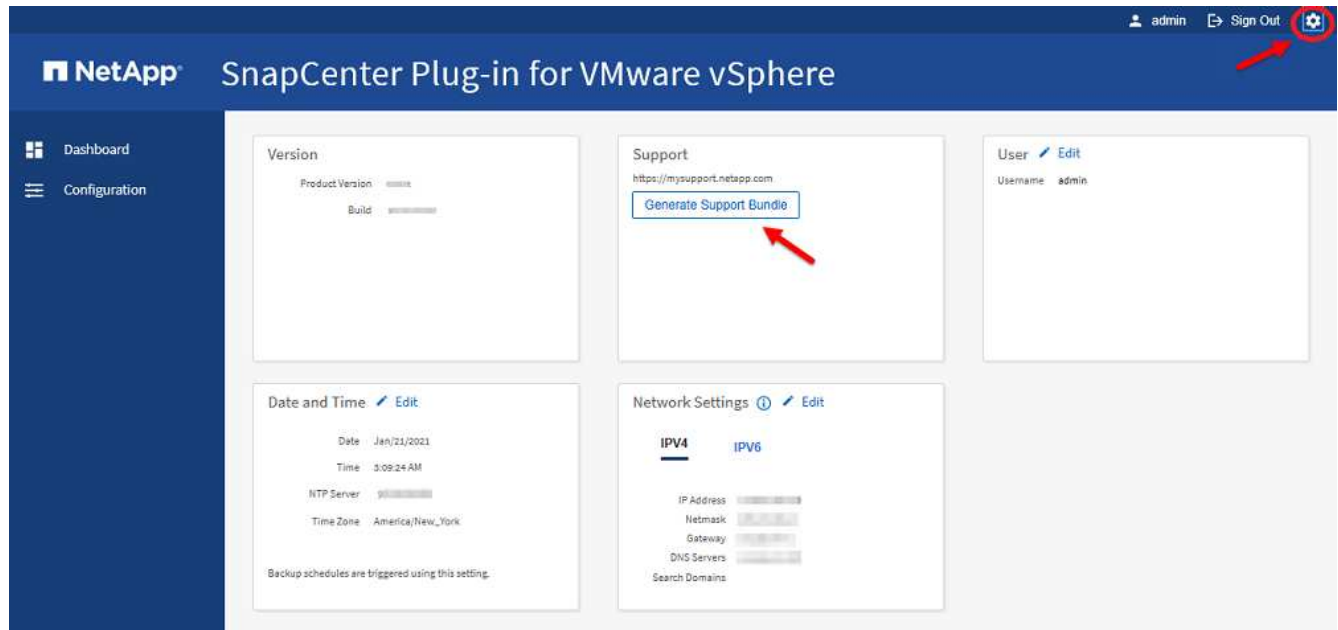 admin Sign Out
NetApp SnapCenter Plug-in for VMware vSphere
Dashboard
Configuration
Version
Product Version
Build
Support
https://mysupport.netapp.com
Generate Support Bundle
User Edit
Username admin
Date and Time Edit
Date Jan/21/2021
Time 3:09:24 AM
NTP Server
Time Zone America/New_York
Backup schedules are triggered using this setting.
Network Settings Edit
IPV4 IPV6
IP Address
Netmask
Gateway
DNS Servers
Search Domains